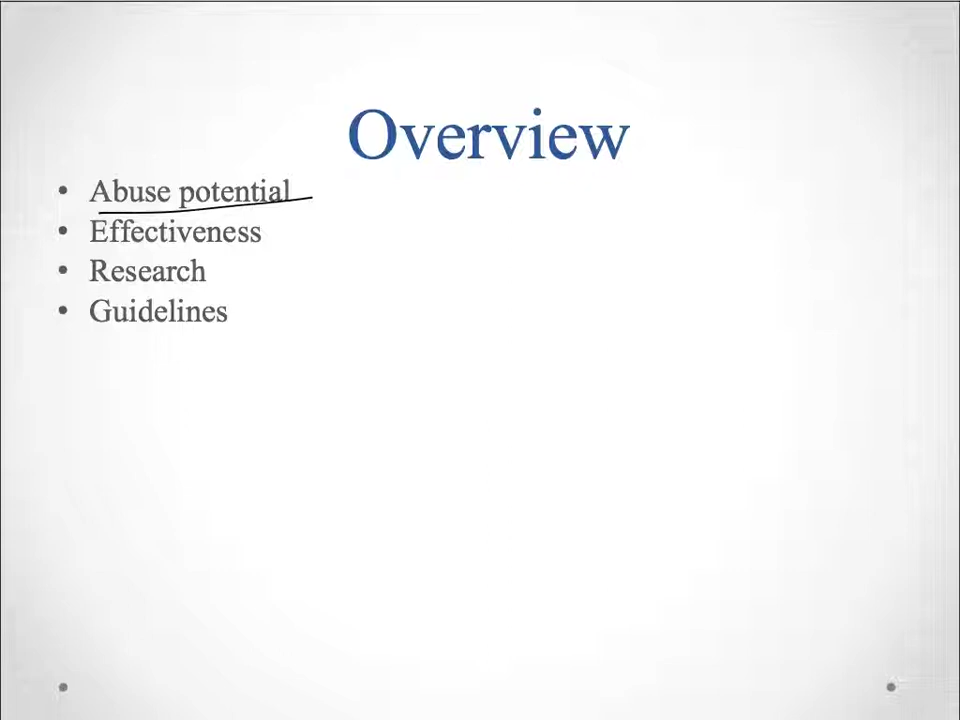 Overview
• Abuse potential
• Effectiveness
• Research
• Guidelines